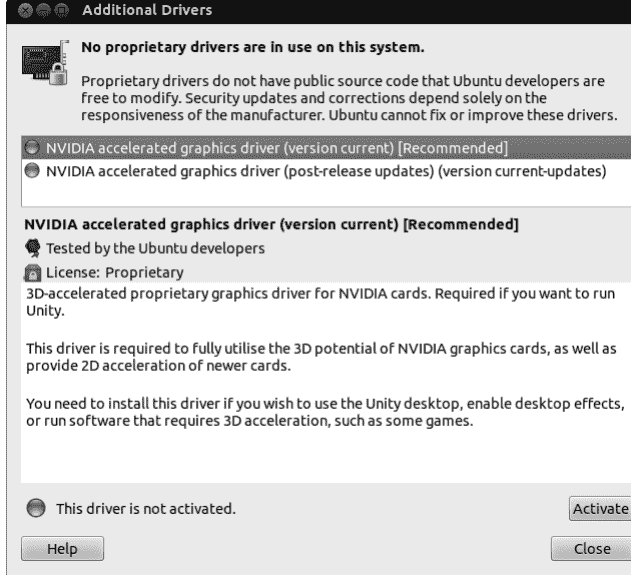 Additional Drivers
No proprietary drivers are in use on this system.
Proprietary drivers do not have public source code that Ubuntu developers are
free to modify. Security updates and corrections depend solely on the
responsiveness of the manufacturer. Ubuntu cannot fix or improve these drivers.
NVIDIA accelerated graphics driver (version current) [Recommended]
NVIDIA accelerated graphics driver (post-release updates) (version current-updates)
NVIDIA accelerated graphics driver (version current) [Recommended]
Tested by the Ubuntu developers
License: Proprietary
3D-accelerated proprietary graphics driver for NVIDIA cards. Required if you want to run
Unity.
This driver is required to fully utilise the 3D potential of NVIDIA graphics cards, as well as
provide 2D acceleration of newer cards.
You need to install this driver if you wish to use the Unity desktop, enable desktop effects,
or run software that requires 3D acceleration, such as some games.
This driver is not activated.
Activate
Help
Close